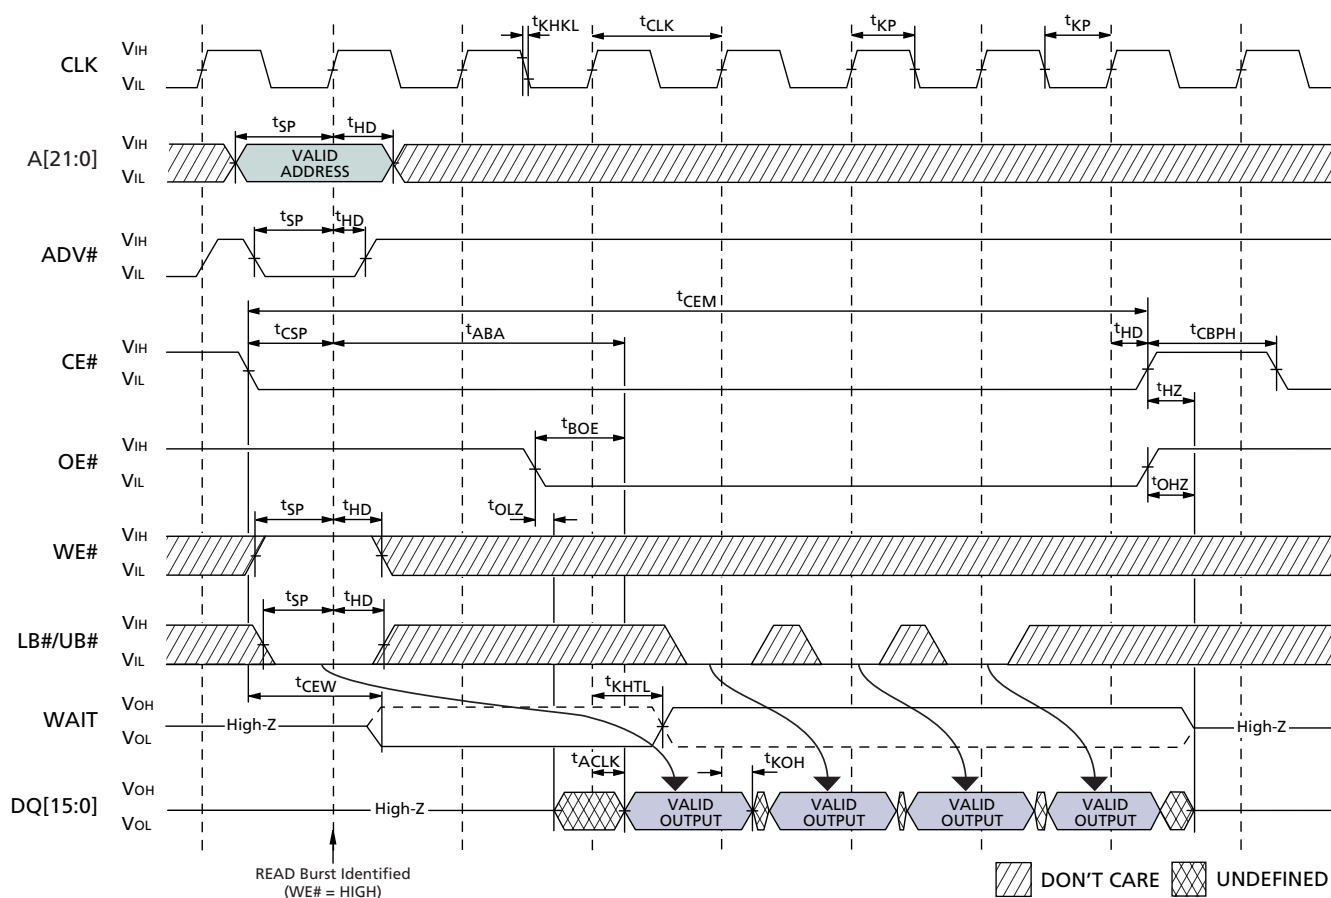 tKHKL
tCLK
tKP
tKP
CLK
VIH
VIL
tSP
tHD
A[21:0]
VIH
VIL
VALID
ADDRESS
tSP
tHD
ADV#
VIH
VIL
tCEM
tCSP
tABA
tHD
tCBPH
CE#
VIH
VIL
tHZ
tBOE
OE#
VIH
VIL
tOHZ
tSP
tHD
tOLZ
WE#
VIH
VIL
tSP
tHD
LB#/UB#
VIH
VIL
tCEW
tKHTL
WAIT
VOH
VOL
High-Z
High-Z
tACLK
tKOH
DQ[15:0]
VOH
VOL
High-Z
VALID
OUTPUT
VALID
OUTPUT
VALID
OUTPUT
VALID
OUTPUT
READ Burst Identified
(WE# = HIGH)
DON'T CARE
UNDEFINED